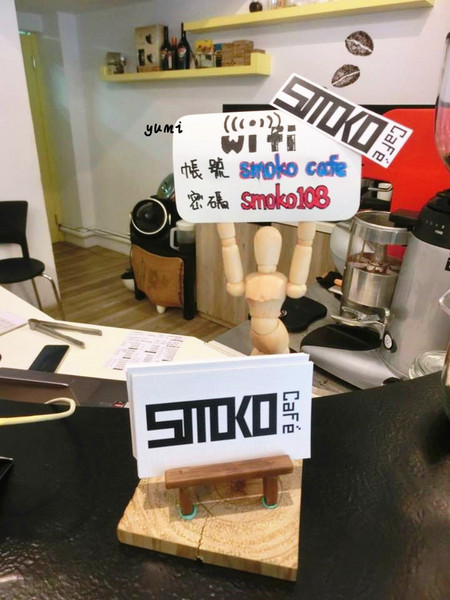 SMOKO Café
yumi
wifi
帳號 smoko cafe
密碼 smoko108
SMOKO Café